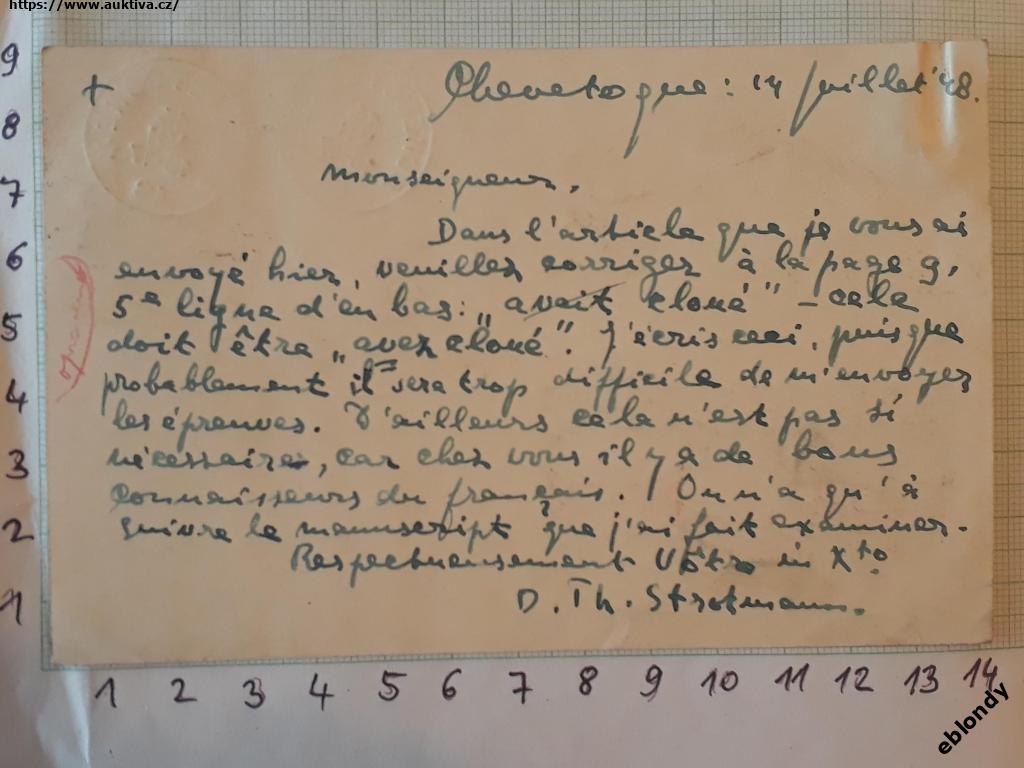 https://www.auktiva.cz/
+
Chevetogne : 14 juillet '48.
Monseigneur,
Dans l'article que je vous ai
envoyé hier, veuillez corriger à la page 9,
5e ligne d'en bas: „avait cloué" – cela
doit être „avez cloué". J'écris ceci, puisque
probablement il sera trop difficile de m'envoyer
les épreuves. D'ailleurs cela n'est pas si
nécessaire, car chez vous il y a de bons
connaisseurs du français. On n'a qu'à
suivre le manuscript que j'ai fait examiner.
Respectueusement Vôtre in Xto.
D. Th. Strotmann.
9
8
7
6
5
4
3
2
1
1 2 3 4 5 6 7 8 9 10 11 12 13 14
eblondy